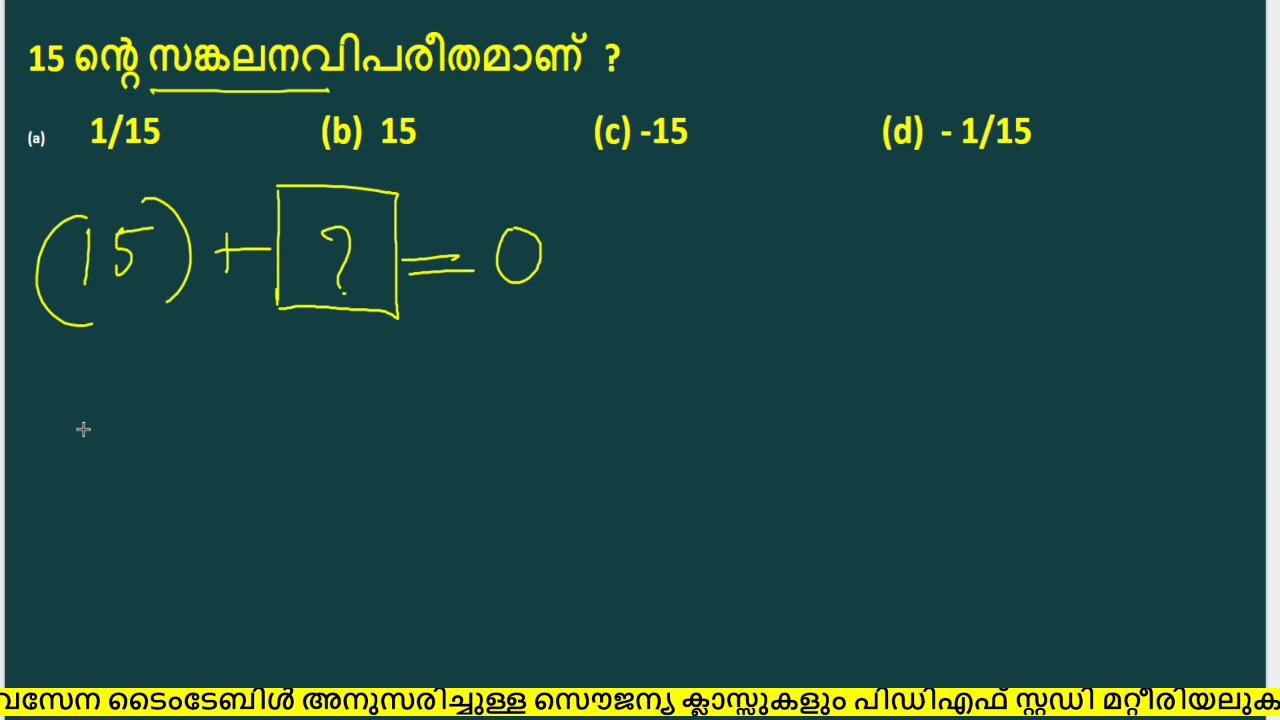 15 ന്റെ സങ്കലനവിപരീതമാണ് ?
(a) 1/15 (b) 15 (c) -15 (d) - 1/15
(15) + ? = 0
വസേന ടൈംടേബിൾ അനുസരിച്ചുള്ള സൌജന്യ ക്ലാസ്സുകളും പിഡിഎഫ് സ്റ്റഡി മറ്റീരിയലുക